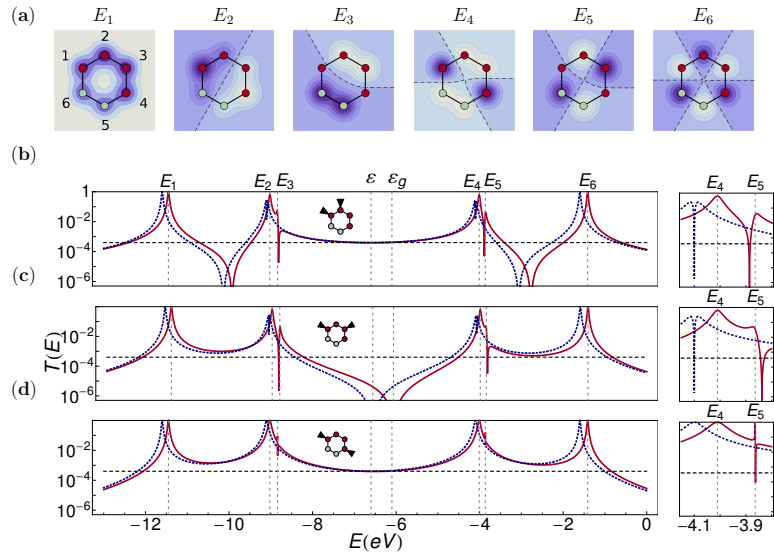 (a) E1 E2 E3 E4 E5 E6
2
1 3
6 4
5
(b)
E1 E2 E3 ε εg E4 E5 E6 E4 E5
1
10^-2
10^-4
10^-6
(c)
E4 E5
10^-2
10^-4
10^-6
T(E)
(d)
E4 E5
10^-2
10^-4
10^-6
−12 −10 −8 −6 −4 −2 0 −4.1 −3.9
E(eV)